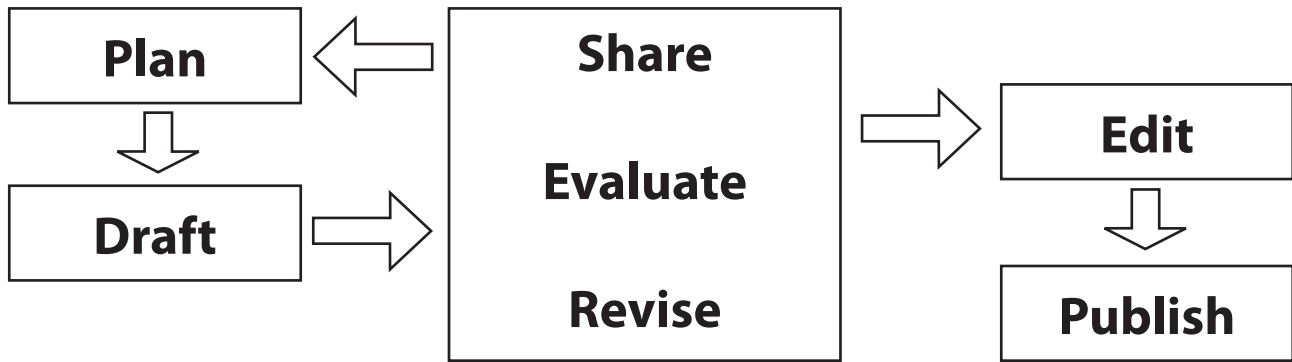 Plan
Draft
Share
Evaluate
Revise
Edit
Publish